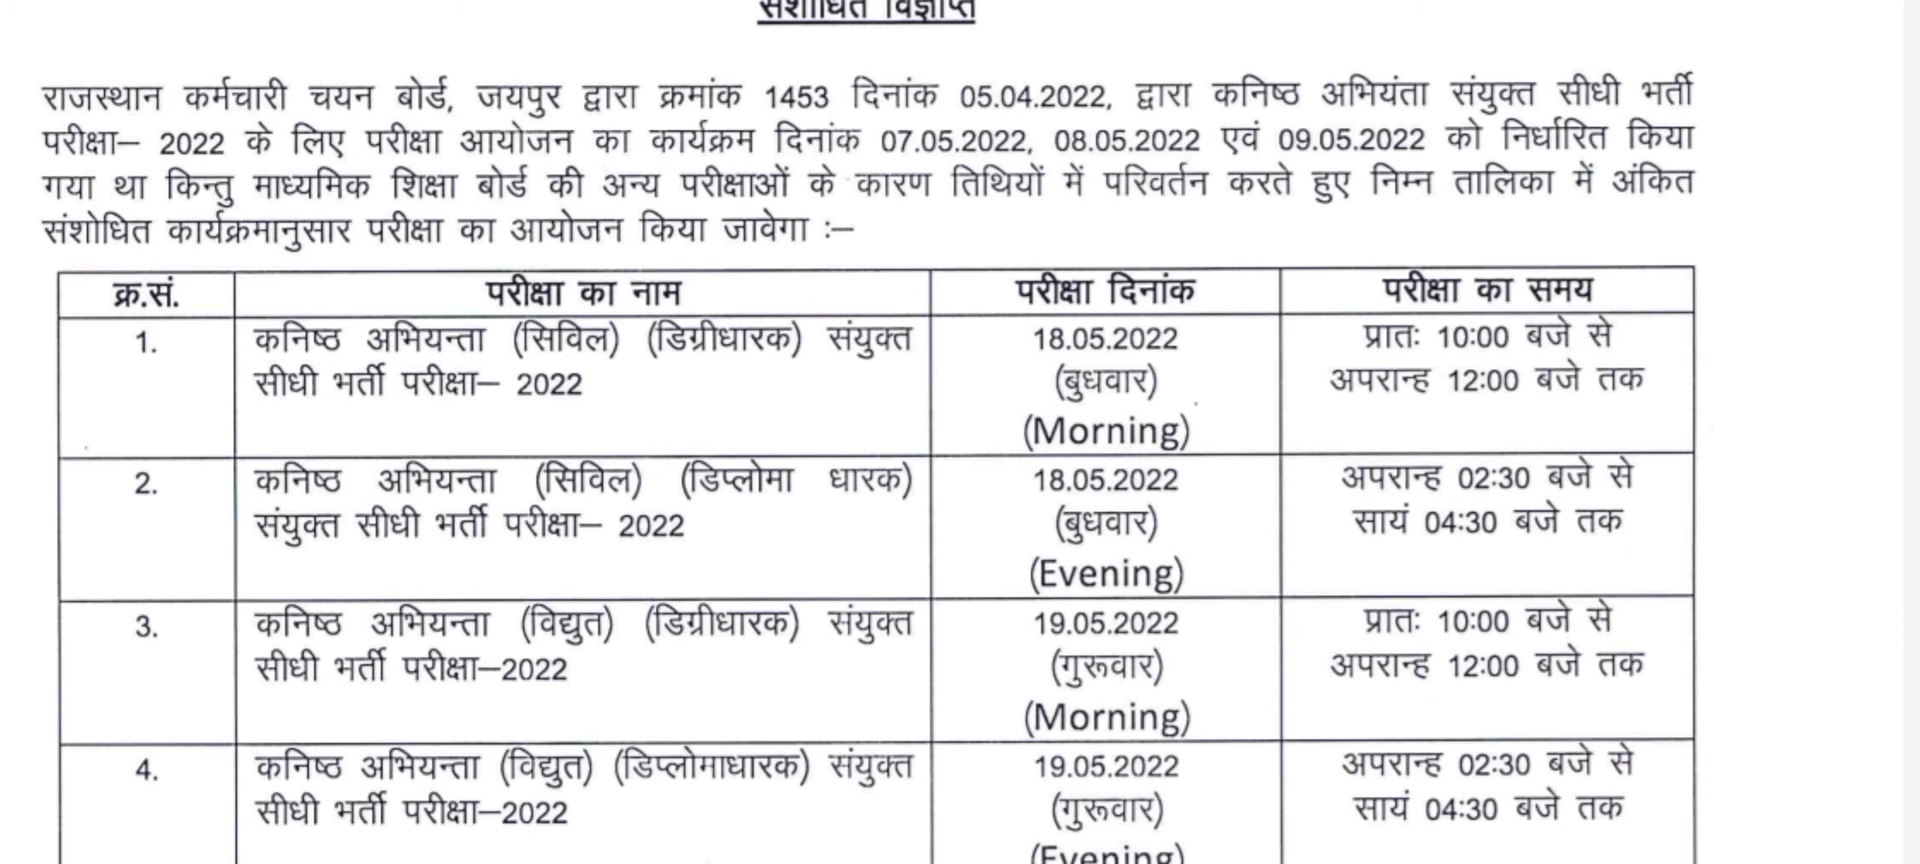 संशोधित विज्ञप्ति
राजस्थान कर्मचारी चयन बोर्ड, जयपुर द्वारा क्रमांक 1453 दिनांक 05.04.2022, द्वारा कनिष्ठ अभियंता संयुक्त सीधी भर्ती
परीक्षा– 2022 के लिए परीक्षा आयोजन का कार्यक्रम दिनांक 07.05.2022, 08.05.2022 एवं 09.05.2022 को निर्धारित किया
गया था किन्तु माध्यमिक शिक्षा बोर्ड की अन्य परीक्षाओं के कारण तिथियों में परिवर्तन करते हुए निम्न तालिका में अंकित
संशोधित कार्यक्रमानुसार परीक्षा का आयोजन किया जावेगा :–
क्र.सं. परीक्षा का नाम परीक्षा दिनांक परीक्षा का समय
1. कनिष्ठ अभियन्ता (सिविल) (डिग्रीधारक) संयुक्त 18.05.2022 प्रातः 10:00 बजे से
सीधी भर्ती परीक्षा– 2022 (बुधवार) अपरान्ह 12:00 बजे तक
(Morning)
2. कनिष्ठ अभियन्ता (सिविल) (डिप्लोमा धारक) 18.05.2022 अपरान्ह 02:30 बजे से
संयुक्त सीधी भर्ती परीक्षा– 2022 (बुधवार) सायं 04:30 बजे तक
(Evening)
3. कनिष्ठ अभियन्ता (विद्युत) (डिग्रीधारक) संयुक्त 19.05.2022 प्रातः 10:00 बजे से
सीधी भर्ती परीक्षा–2022 (गुरूवार) अपरान्ह 12:00 बजे तक
(Morning)
4. कनिष्ठ अभियन्ता (विद्युत) (डिप्लोमाधारक) संयुक्त 19.05.2022 अपरान्ह 02:30 बजे से
सीधी भर्ती परीक्षा–2022 (गुरूवार) सायं 04:30 बजे तक
(Evening)